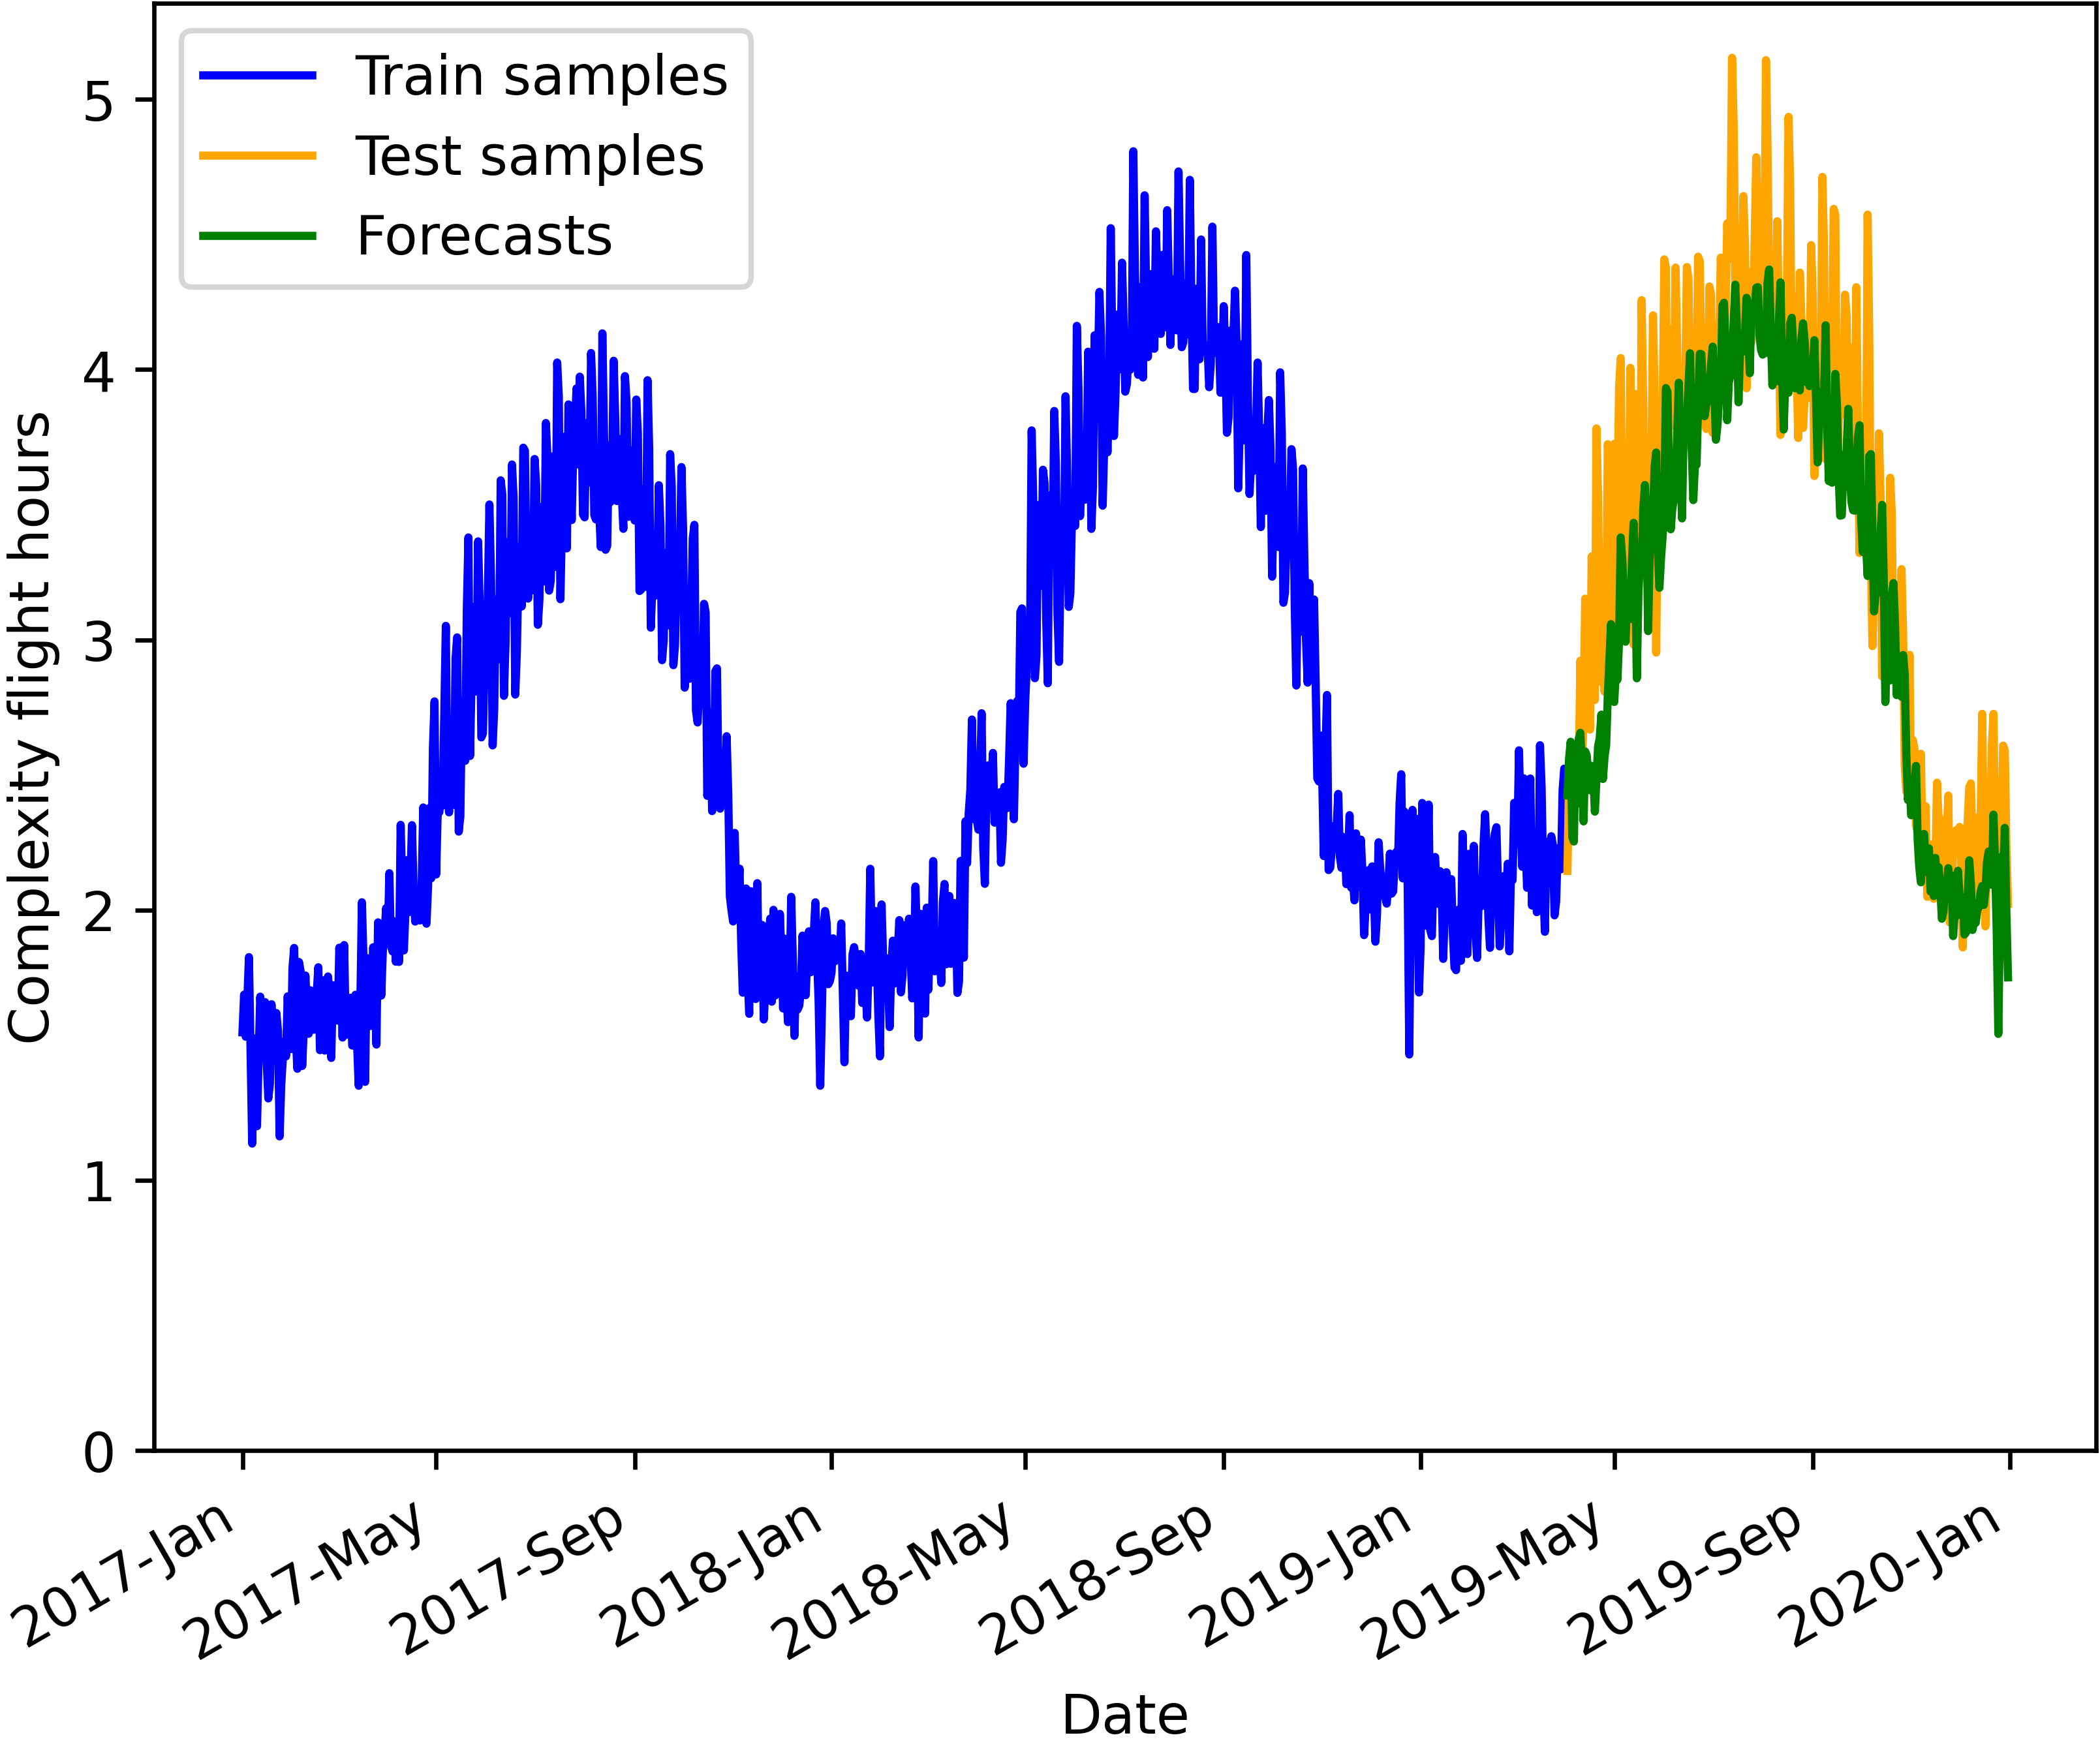 Train samples
Test samples
Forecasts
Complexity flight hours
5
4
3
2
1
0
2017-Jan
2017-May
2017-Sep
2018-Jan
2018-May
2018-Sep
2019-Jan
2019-May
2019-Sep
2020-Jan
Date